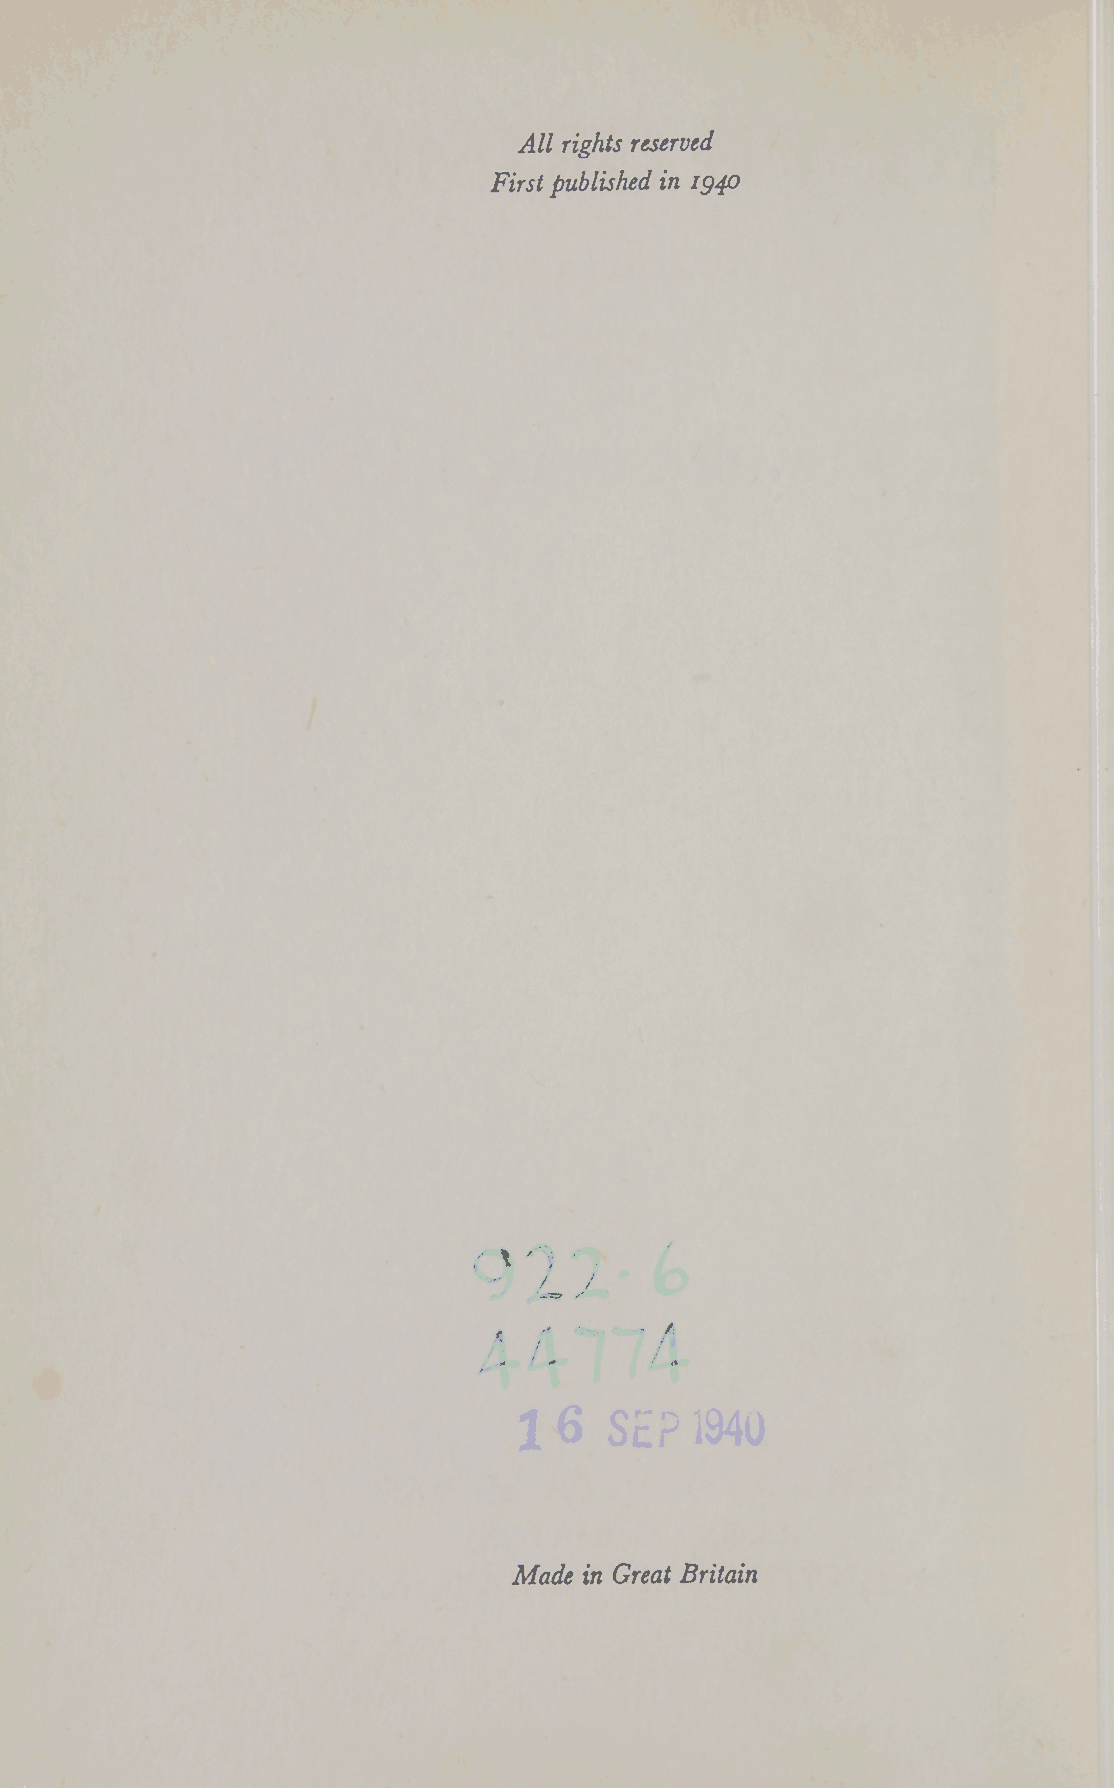 All rights reserved
First published in 1940
922.6
44774
16 SEP 1940
Made in Great Britain